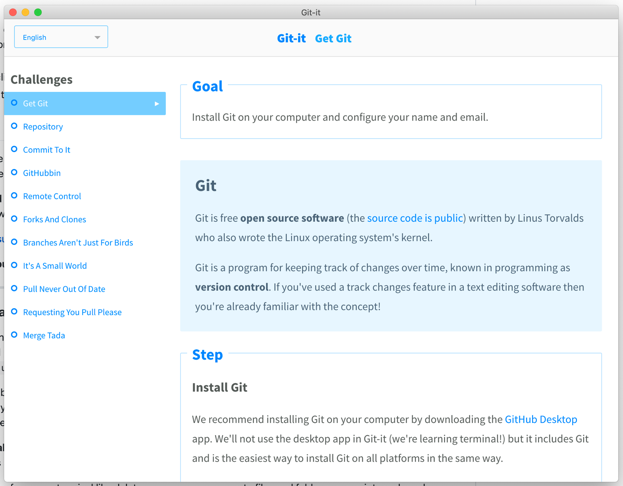 Git-it
English
Git-it Get Git
Challenges
Get Git
Repository
Commit To It
GitHubbin
Remote Control
Forks And Clones
Branches Aren't Just For Birds
It's A Small World
Pull Never Out Of Date
Requesting You Pull Please
Merge Tada
Goal
Install Git on your computer and configure your name and email.
Git
Git is free open source software (the source code is public) written by Linus Torvalds
who also wrote the Linux operating system's kernel.
Git is a program for keeping track of changes over time, known in programming as
version control. If you've used a track changes feature in a text editing software then
you're already familiar with the concept!
Step
Install Git
We recommend installing Git on your computer by downloading the GitHub Desktop
app. We'll not use the desktop app in Git-it (we're learning terminal!) but it includes Git
and is the easiest way to install Git on all platforms in the same way.